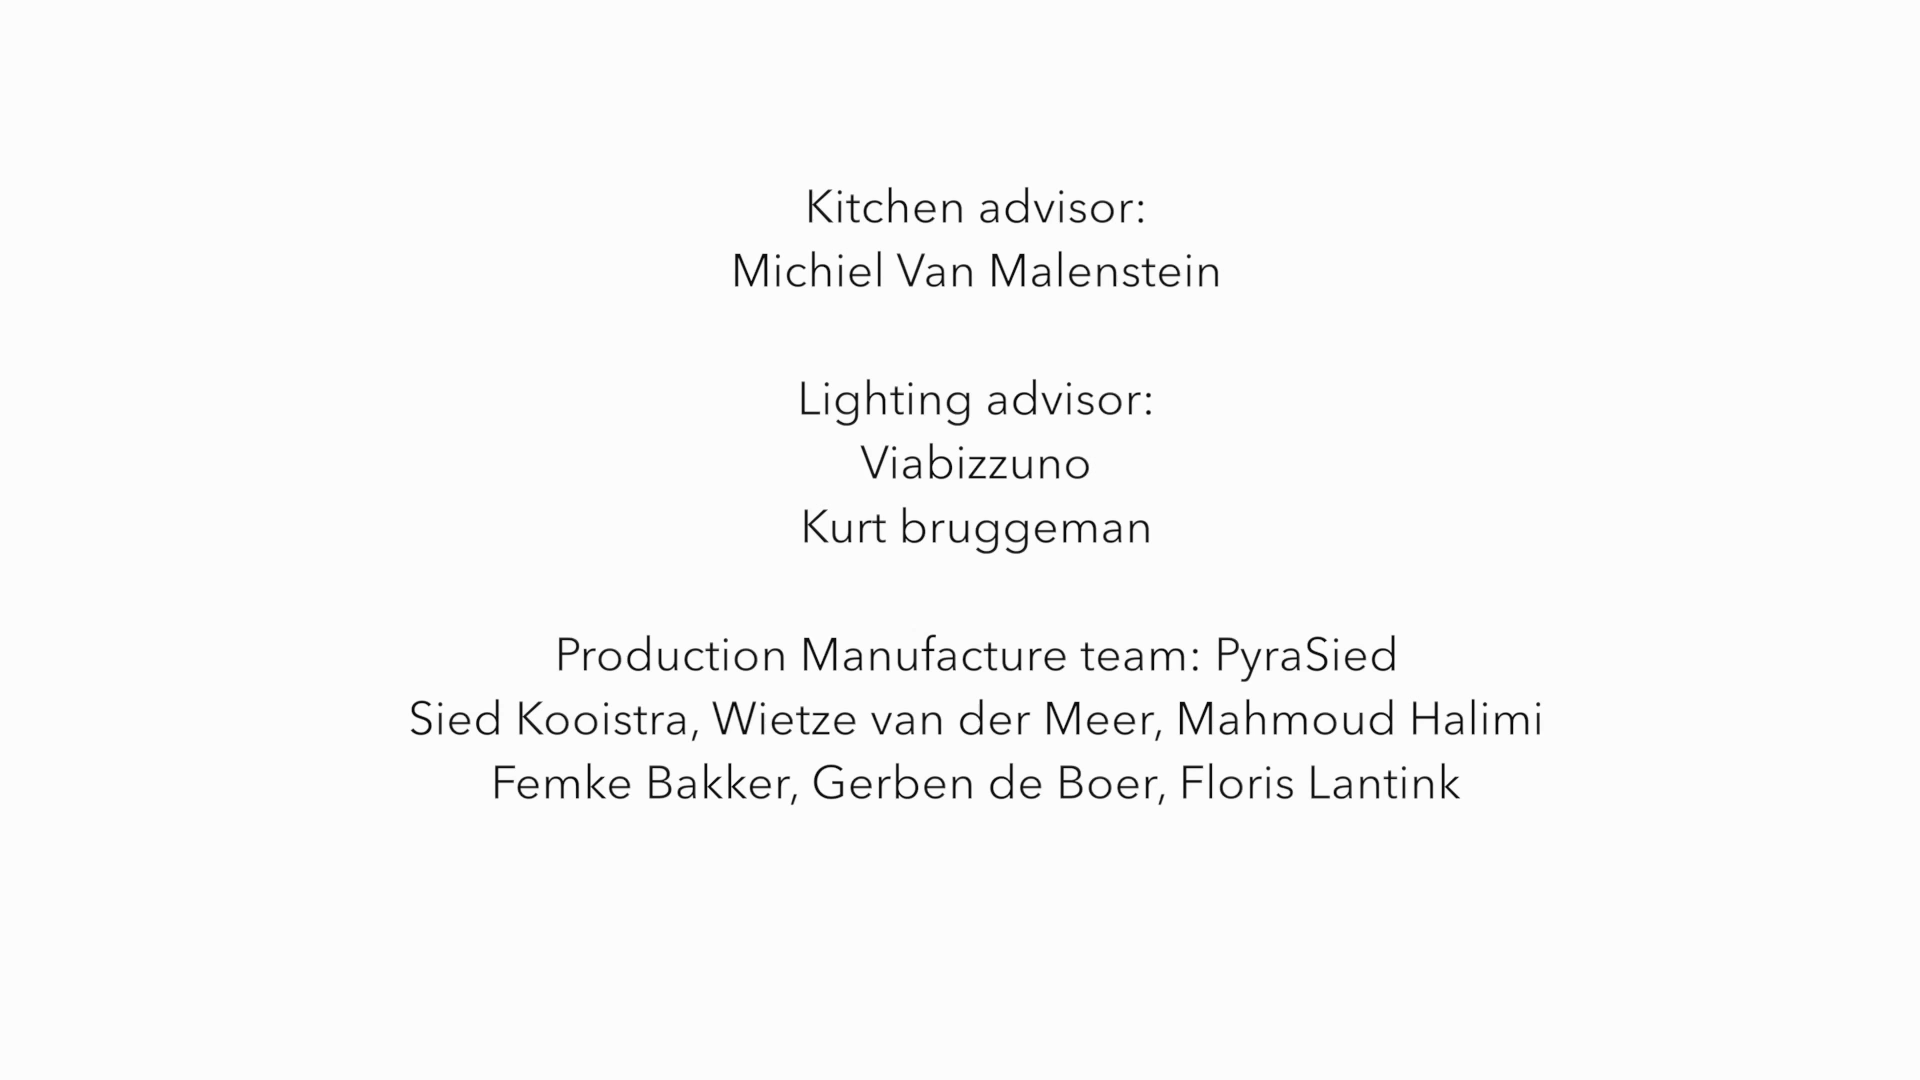 Kitchen advisor:
Michiel Van Malenstein
Lighting advisor:
Viabizzuno
Kurt bruggeman
Production Manufacture team: PyraSied
Sied Kooistra, Wietze van der Meer, Mahmoud Halimi
Femke Bakker, Gerben de Boer, Floris Lantink